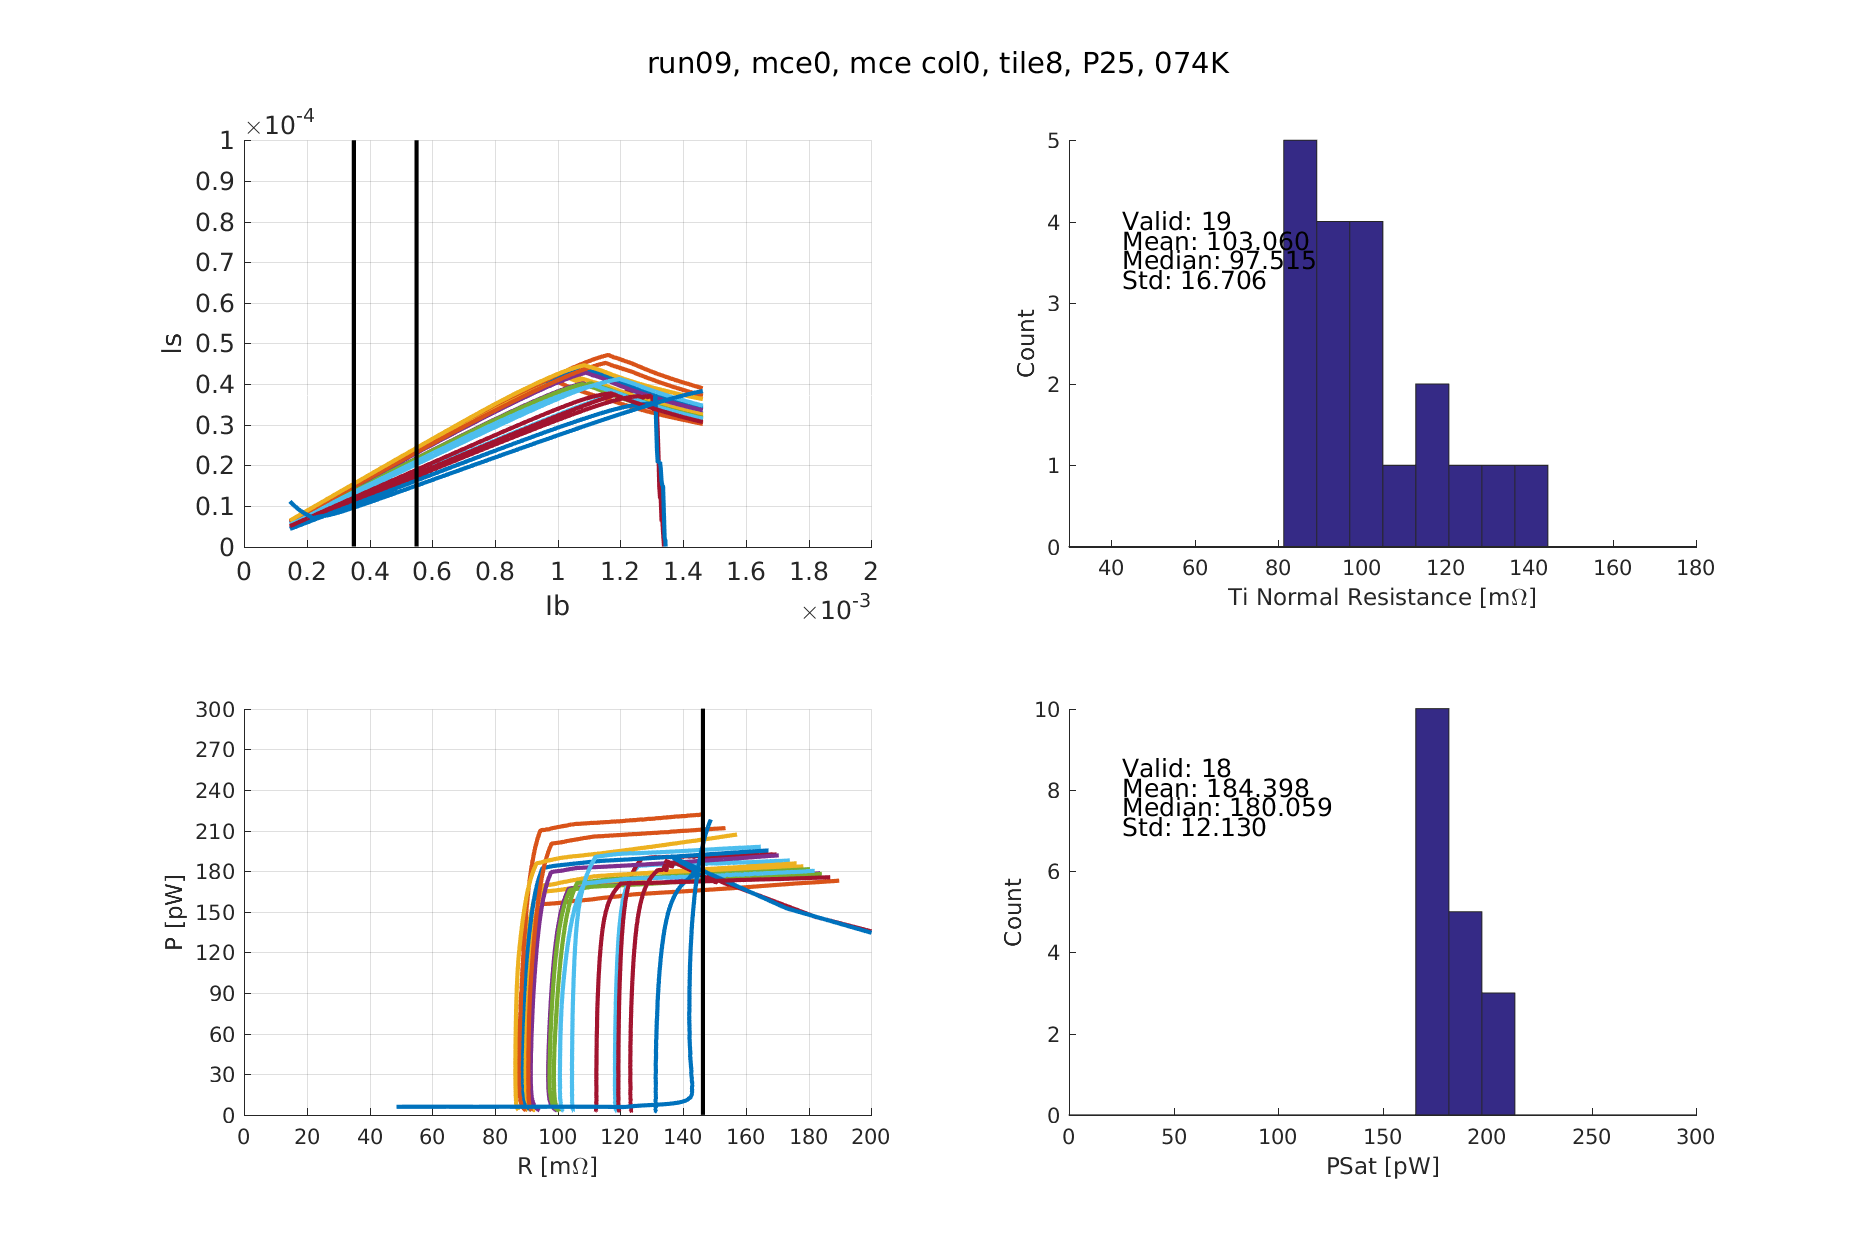 run09, mce0, mce col0, tile8, P25, 074K
×10-4
1
0.9
0.8
0.7
0.6
0.5
0.4
0.3
0.2
0.1
0
Is
0 0.2 0.4 0.6 0.8 1 1.2 1.4 1.6 1.8 2
Ib
×10-3
5
4
3
2
1
0
Count
Valid: 19
Mean: 103.060
Median: 97.515
Std: 16.706
40 60 80 100 120 140 160 180
Ti Normal Resistance [mΩ]
300
270
240
210
180
150
120
90
60
30
0
P [pW]
0 20 40 60 80 100 120 140 160 180 200
R [mΩ]
10
8
6
4
2
0
Count
Valid: 18
Mean: 184.398
Median: 180.059
Std: 12.130
0 50 100 150 200 250 300
PSat [pW]